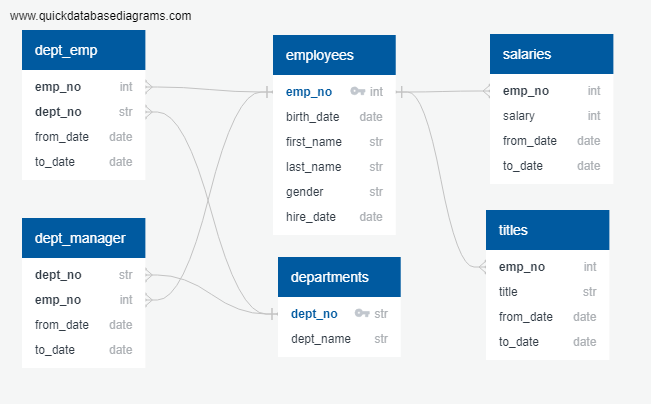 www.quickdatabasediagrams.com
dept_emp
emp_no int
dept_no str
from_date date
to_date date
employees
emp_no int
birth_date date
first_name str
last_name str
gender str
hire_date date
salaries
emp_no int
salary int
from_date date
to_date date
dept_manager
dept_no str
emp_no int
from_date date
to_date date
departments
dept_no str
dept_name str
titles
emp_no int
title str
from_date date
to_date date